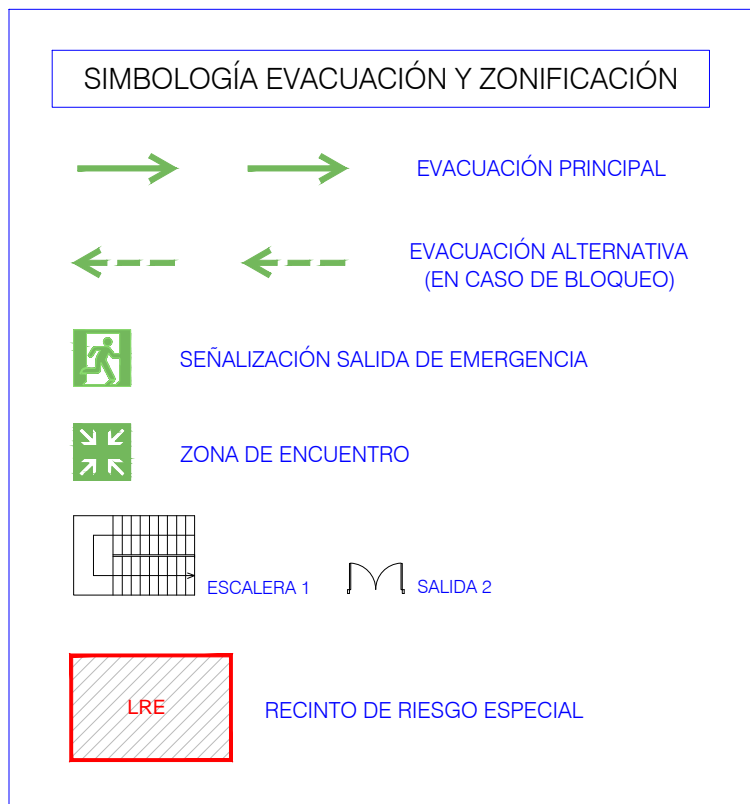 SIMBOLOGÍA EVACUACIÓN Y ZONIFICACIÓN
EVACUACIÓN PRINCIPAL
EVACUACIÓN ALTERNATIVA
(EN CASO DE BLOQUEO)
SEÑALIZACIÓN SALIDA DE EMERGENCIA
ZONA DE ENCUENTRO
ESCALERA 1
SALIDA 2
LRE
RECINTO DE RIESGO ESPECIAL